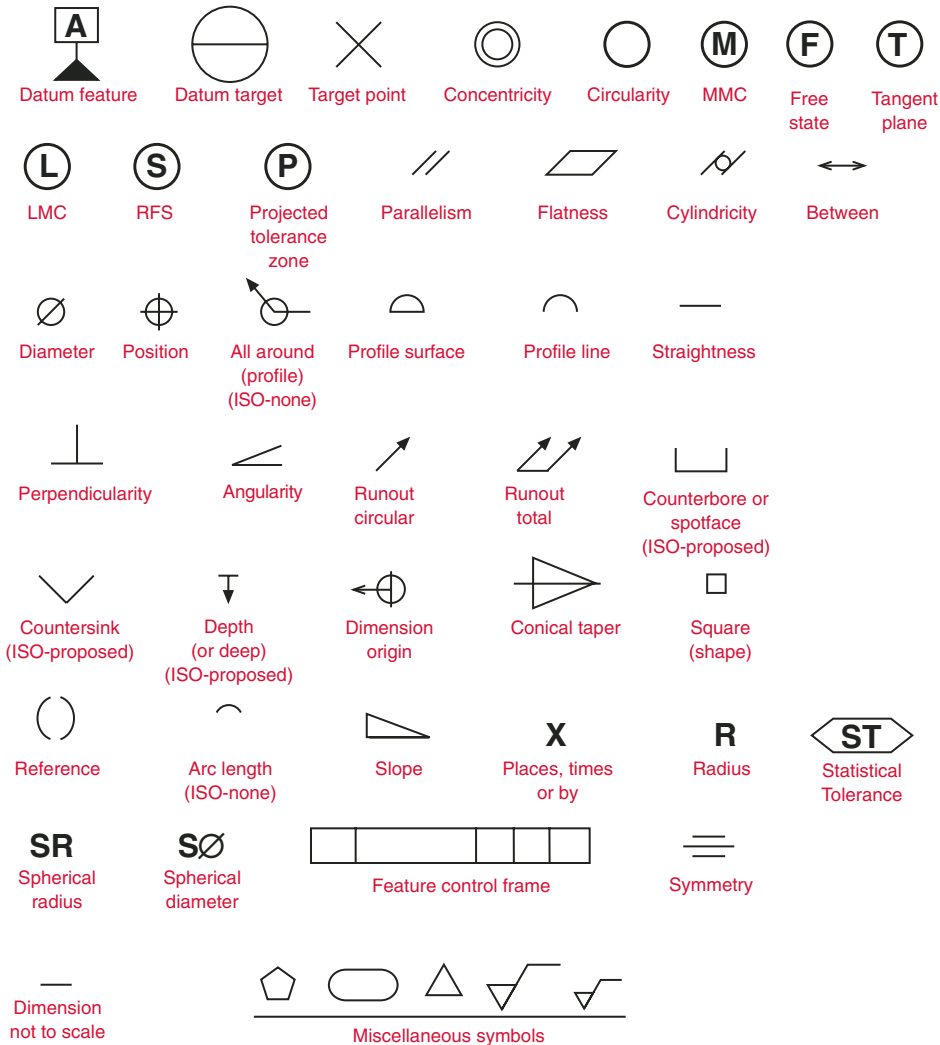 A
M
F
T
Datum feature
Datum target
Target point
Concentricity
Circularity
MMC
Free
state
Tangent
plane
L
S
P
LMC
RFS
Projected
tolerance
zone
Parallelism
Flatness
Cylindricity
Between
Diameter
Position
All around
(profile)
(ISO-none)
Profile surface
Profile line
Straightness
Perpendicularity
Angularity
Runout
circular
Runout
total
Counterbore or
spotface
(ISO-proposed)
Countersink
(ISO-proposed)
Depth
(or deep)
(ISO-proposed)
Dimension
origin
Conical taper
Square
(shape)
X
R
ST
Reference
Arc length
(ISO-none)
Slope
Places, times
or by
Radius
Statistical
Tolerance
SR
S⌀
Spherical
radius
Spherical
diameter
Feature control frame
Symmetry
Dimension
not to scale
Miscellaneous symbols